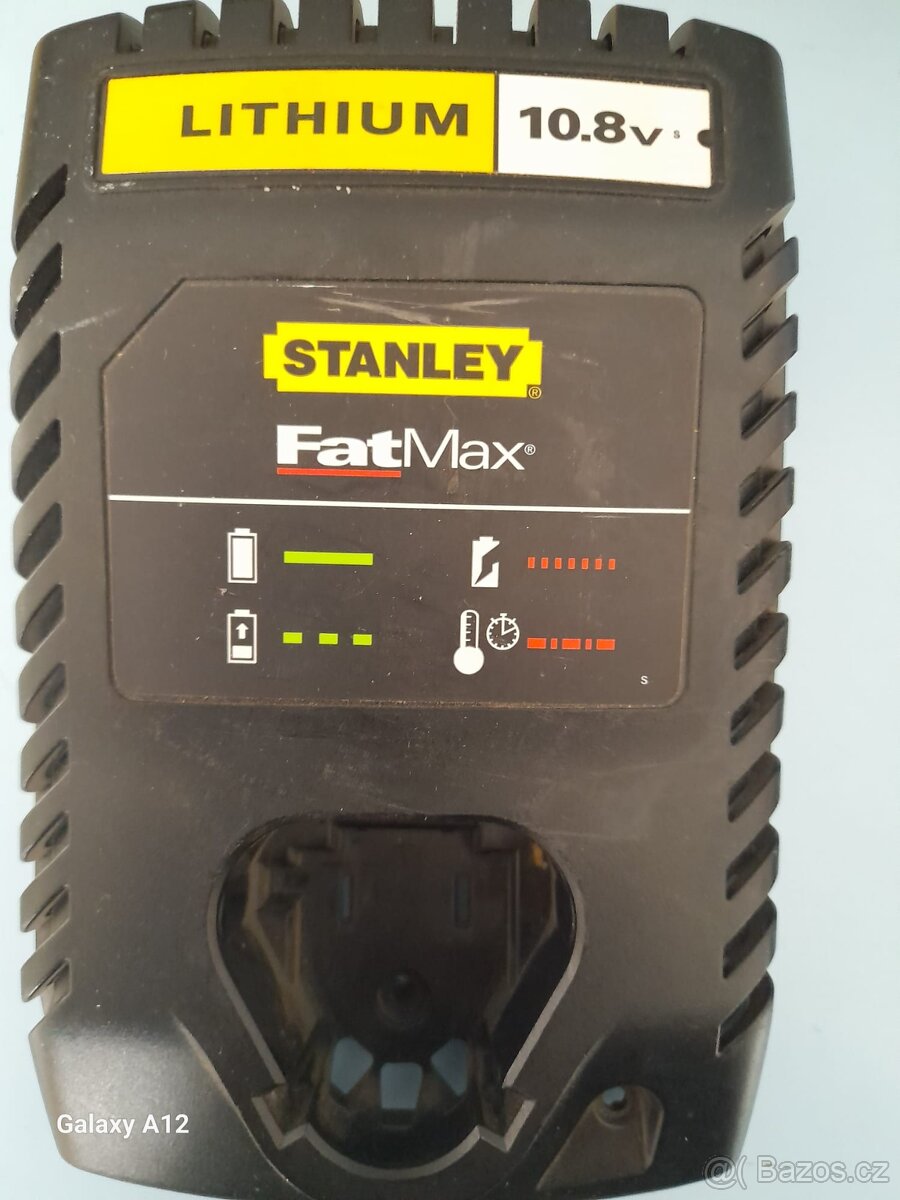 LITHIUM 10.8V S
STANLEY®
FatMax®
S
Galaxy A12
@( Bazos.cz